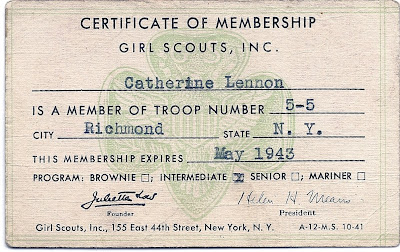 CERTIFICATE OF MEMBERSHIP
GIRL SCOUTS, INC.
Catherine Lennon
IS A MEMBER OF TROOP NUMBER 5-5
CITY Richmond STATE N. Y.
THIS MEMBERSHIP EXPIRES May 1943
PROGRAM: BROWNIE □; INTERMEDIATE ☒ SENIOR □; MARINER □
Juliette Low Helen H Means
Founder President
Girl Scouts, Inc., 155 East 44th Street, New York, N. Y. A-12-M.S. 10-41